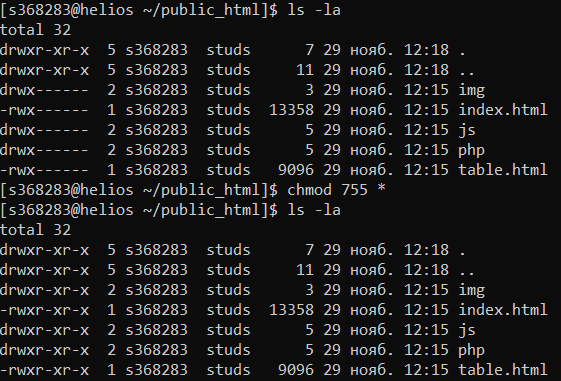 [s368283@helios ~/public_html]$ ls -la
total 32
drwxr-xr-x  5 s368283  studs      7 29 нояб. 12:18 .
drwxr-xr-x  5 s368283  studs     11 29 нояб. 12:18 ..
drwx------  2 s368283  studs      3 29 нояб. 12:15 img
-rwx------  1 s368283  studs  13358 29 нояб. 12:15 index.html
drwx------  2 s368283  studs      5 29 нояб. 12:15 js
drwx------  2 s368283  studs      5 29 нояб. 12:15 php
-rwx------  1 s368283  studs   9096 29 нояб. 12:15 table.html
[s368283@helios ~/public_html]$ chmod 755 *
[s368283@helios ~/public_html]$ ls -la
total 32
drwxr-xr-x  5 s368283  studs      7 29 нояб. 12:18 .
drwxr-xr-x  5 s368283  studs     11 29 нояб. 12:18 ..
drwxr-xr-x  2 s368283  studs      3 29 нояб. 12:15 img
-rwxr-xr-x  1 s368283  studs  13358 29 нояб. 12:15 index.html
drwxr-xr-x  2 s368283  studs      5 29 нояб. 12:15 js
drwxr-xr-x  2 s368283  studs      5 29 нояб. 12:15 php
-rwxr-xr-x  1 s368283  studs   9096 29 нояб. 12:15 table.html